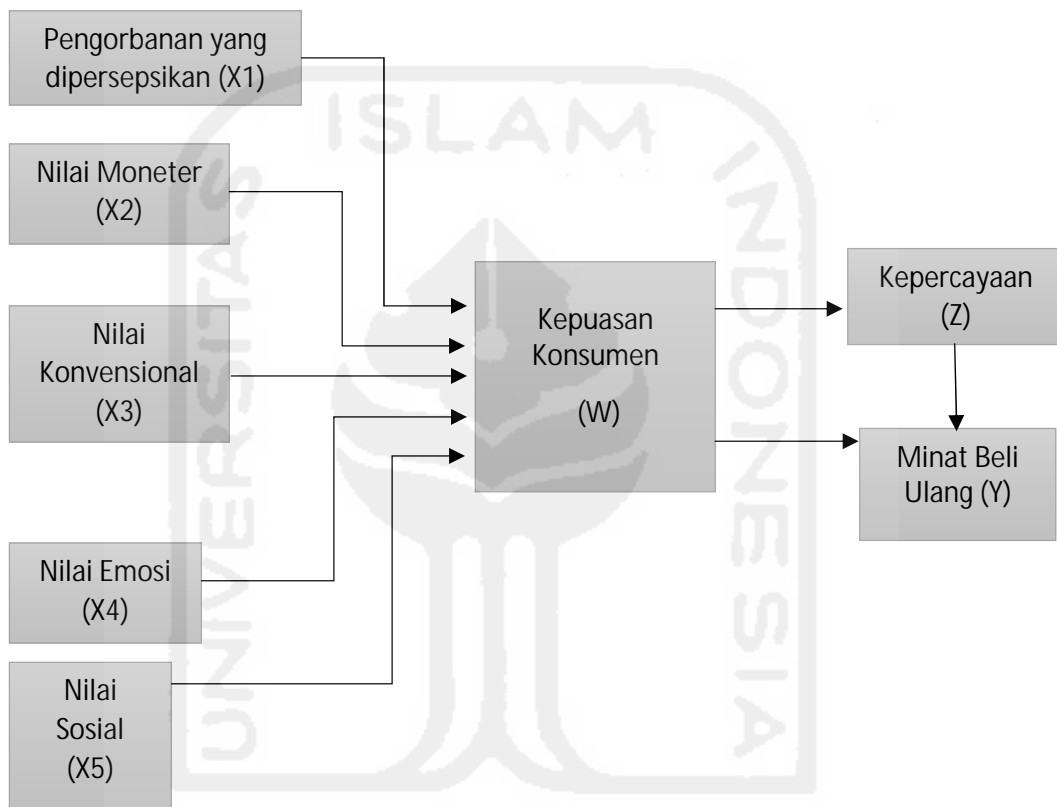 Pengorbanan yang
dipersepsikan (X1)
Nilai Moneter
(X2)
Nilai
Konvensional
(X3)
Nilai Emosi
(X4)
Nilai
Sosial
(X5)
Kepuasan
Konsumen
(W)
Kepercayaan
(Z)
Minat Beli
Ulang (Y)
UNIVERSITAS
ISLAM
INDONESIA